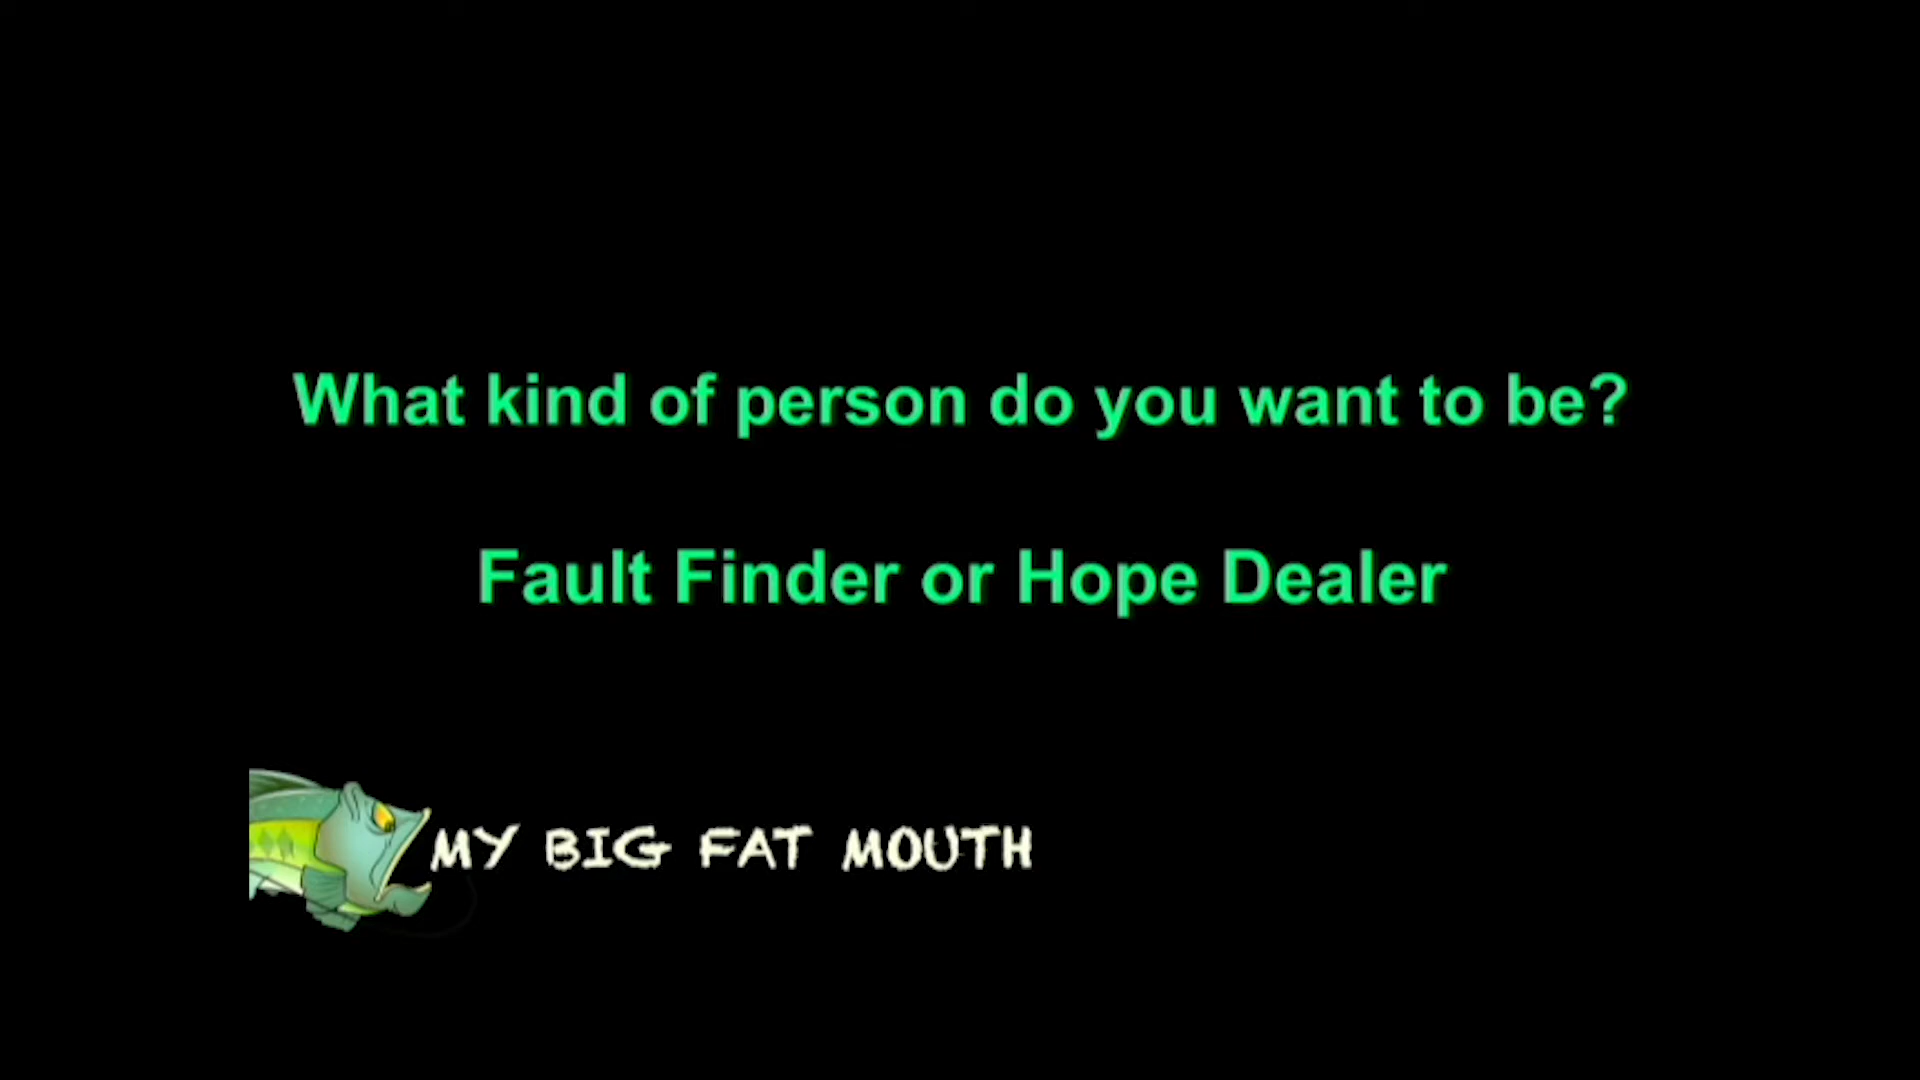 What kind of person do you want to be?
Fault Finder or Hope Dealer
MY BIG FAT MOUTH